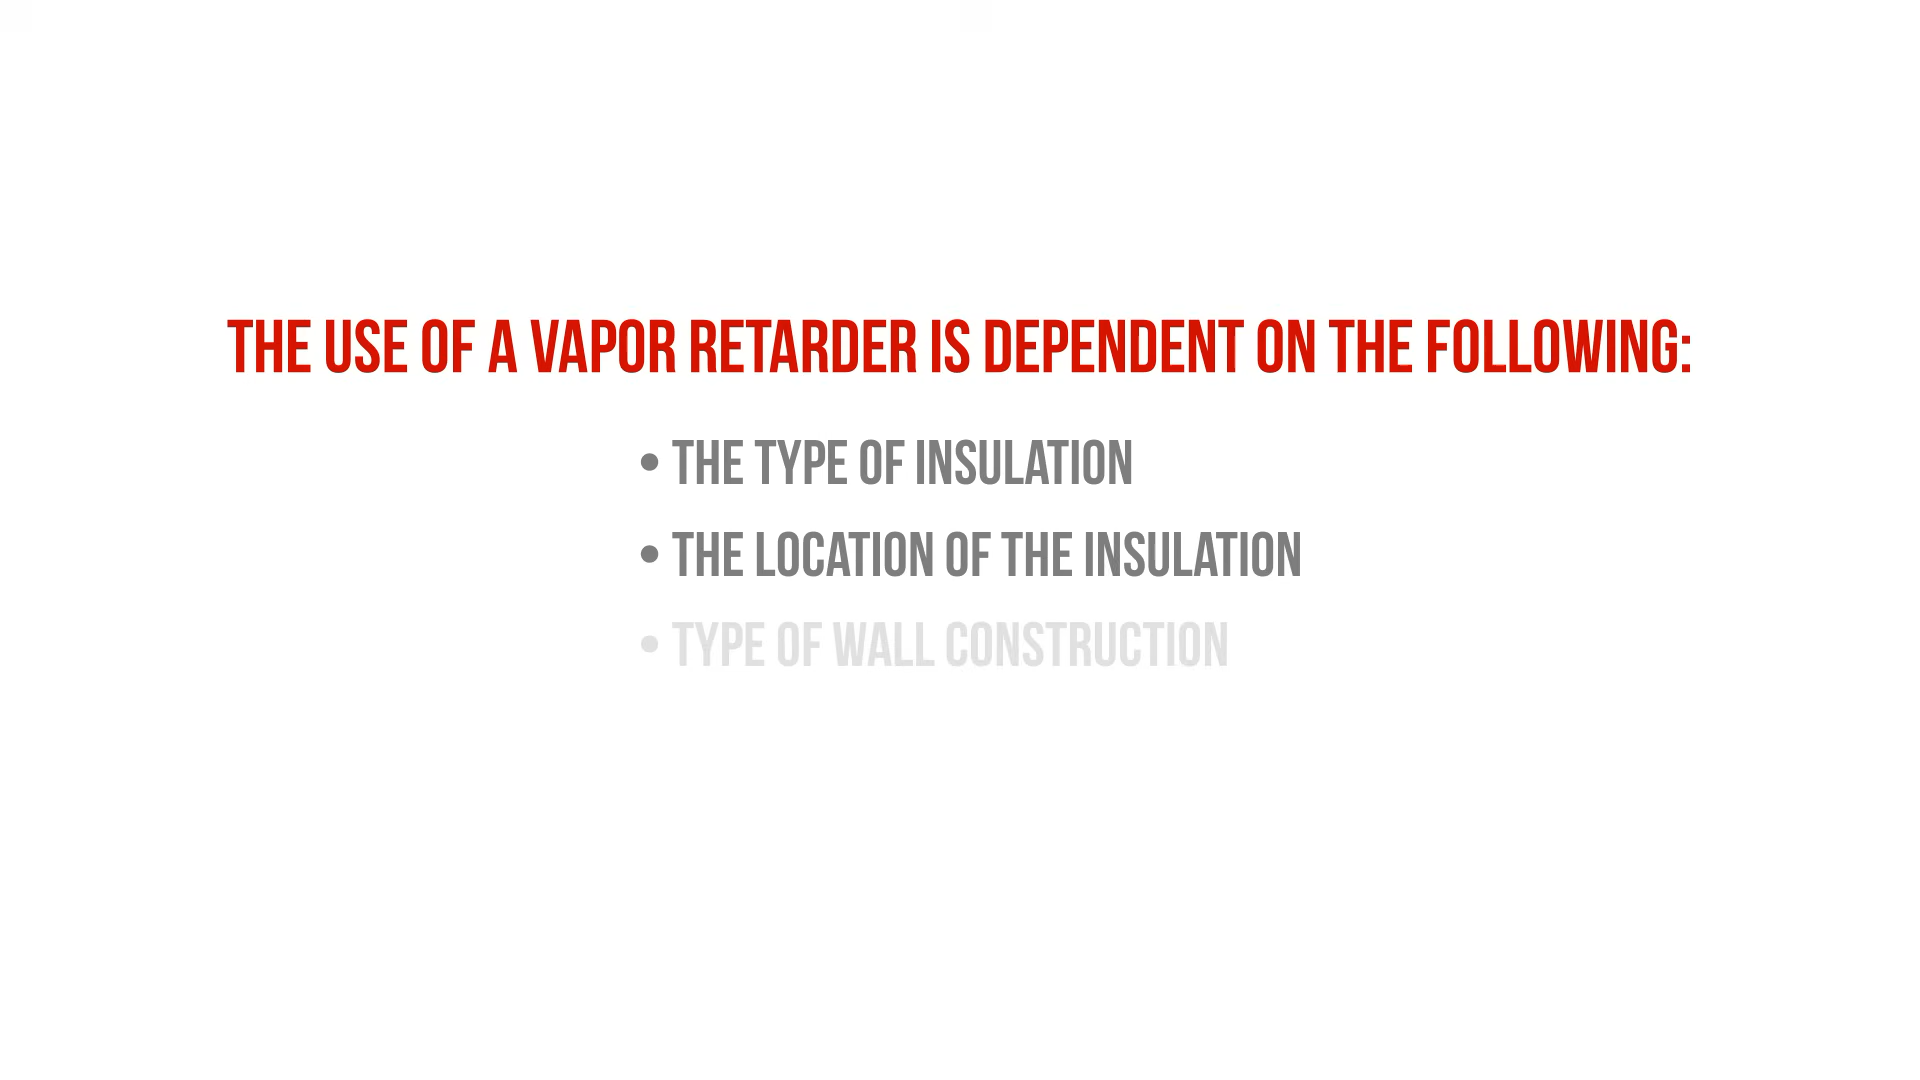 THE USE OF A VAPOR RETARDER IS DEPENDENT ON THE FOLLOWING:
• THE TYPE OF INSULATION
• THE LOCATION OF THE INSULATION
• TYPE OF WALL CONSTRUCTION